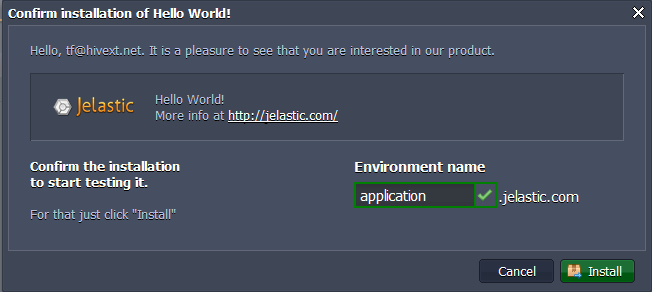 Confirm installation of Hello World!
Hello, tf@hivext.net. It is a pleasure to see that you are interested in our product.
Jelastic
Hello World!
More info at http://jelastic.com/
Confirm the installation
to start testing it.
For that just click "Install"
Environment name
application .jelastic.com
Cancel
Install